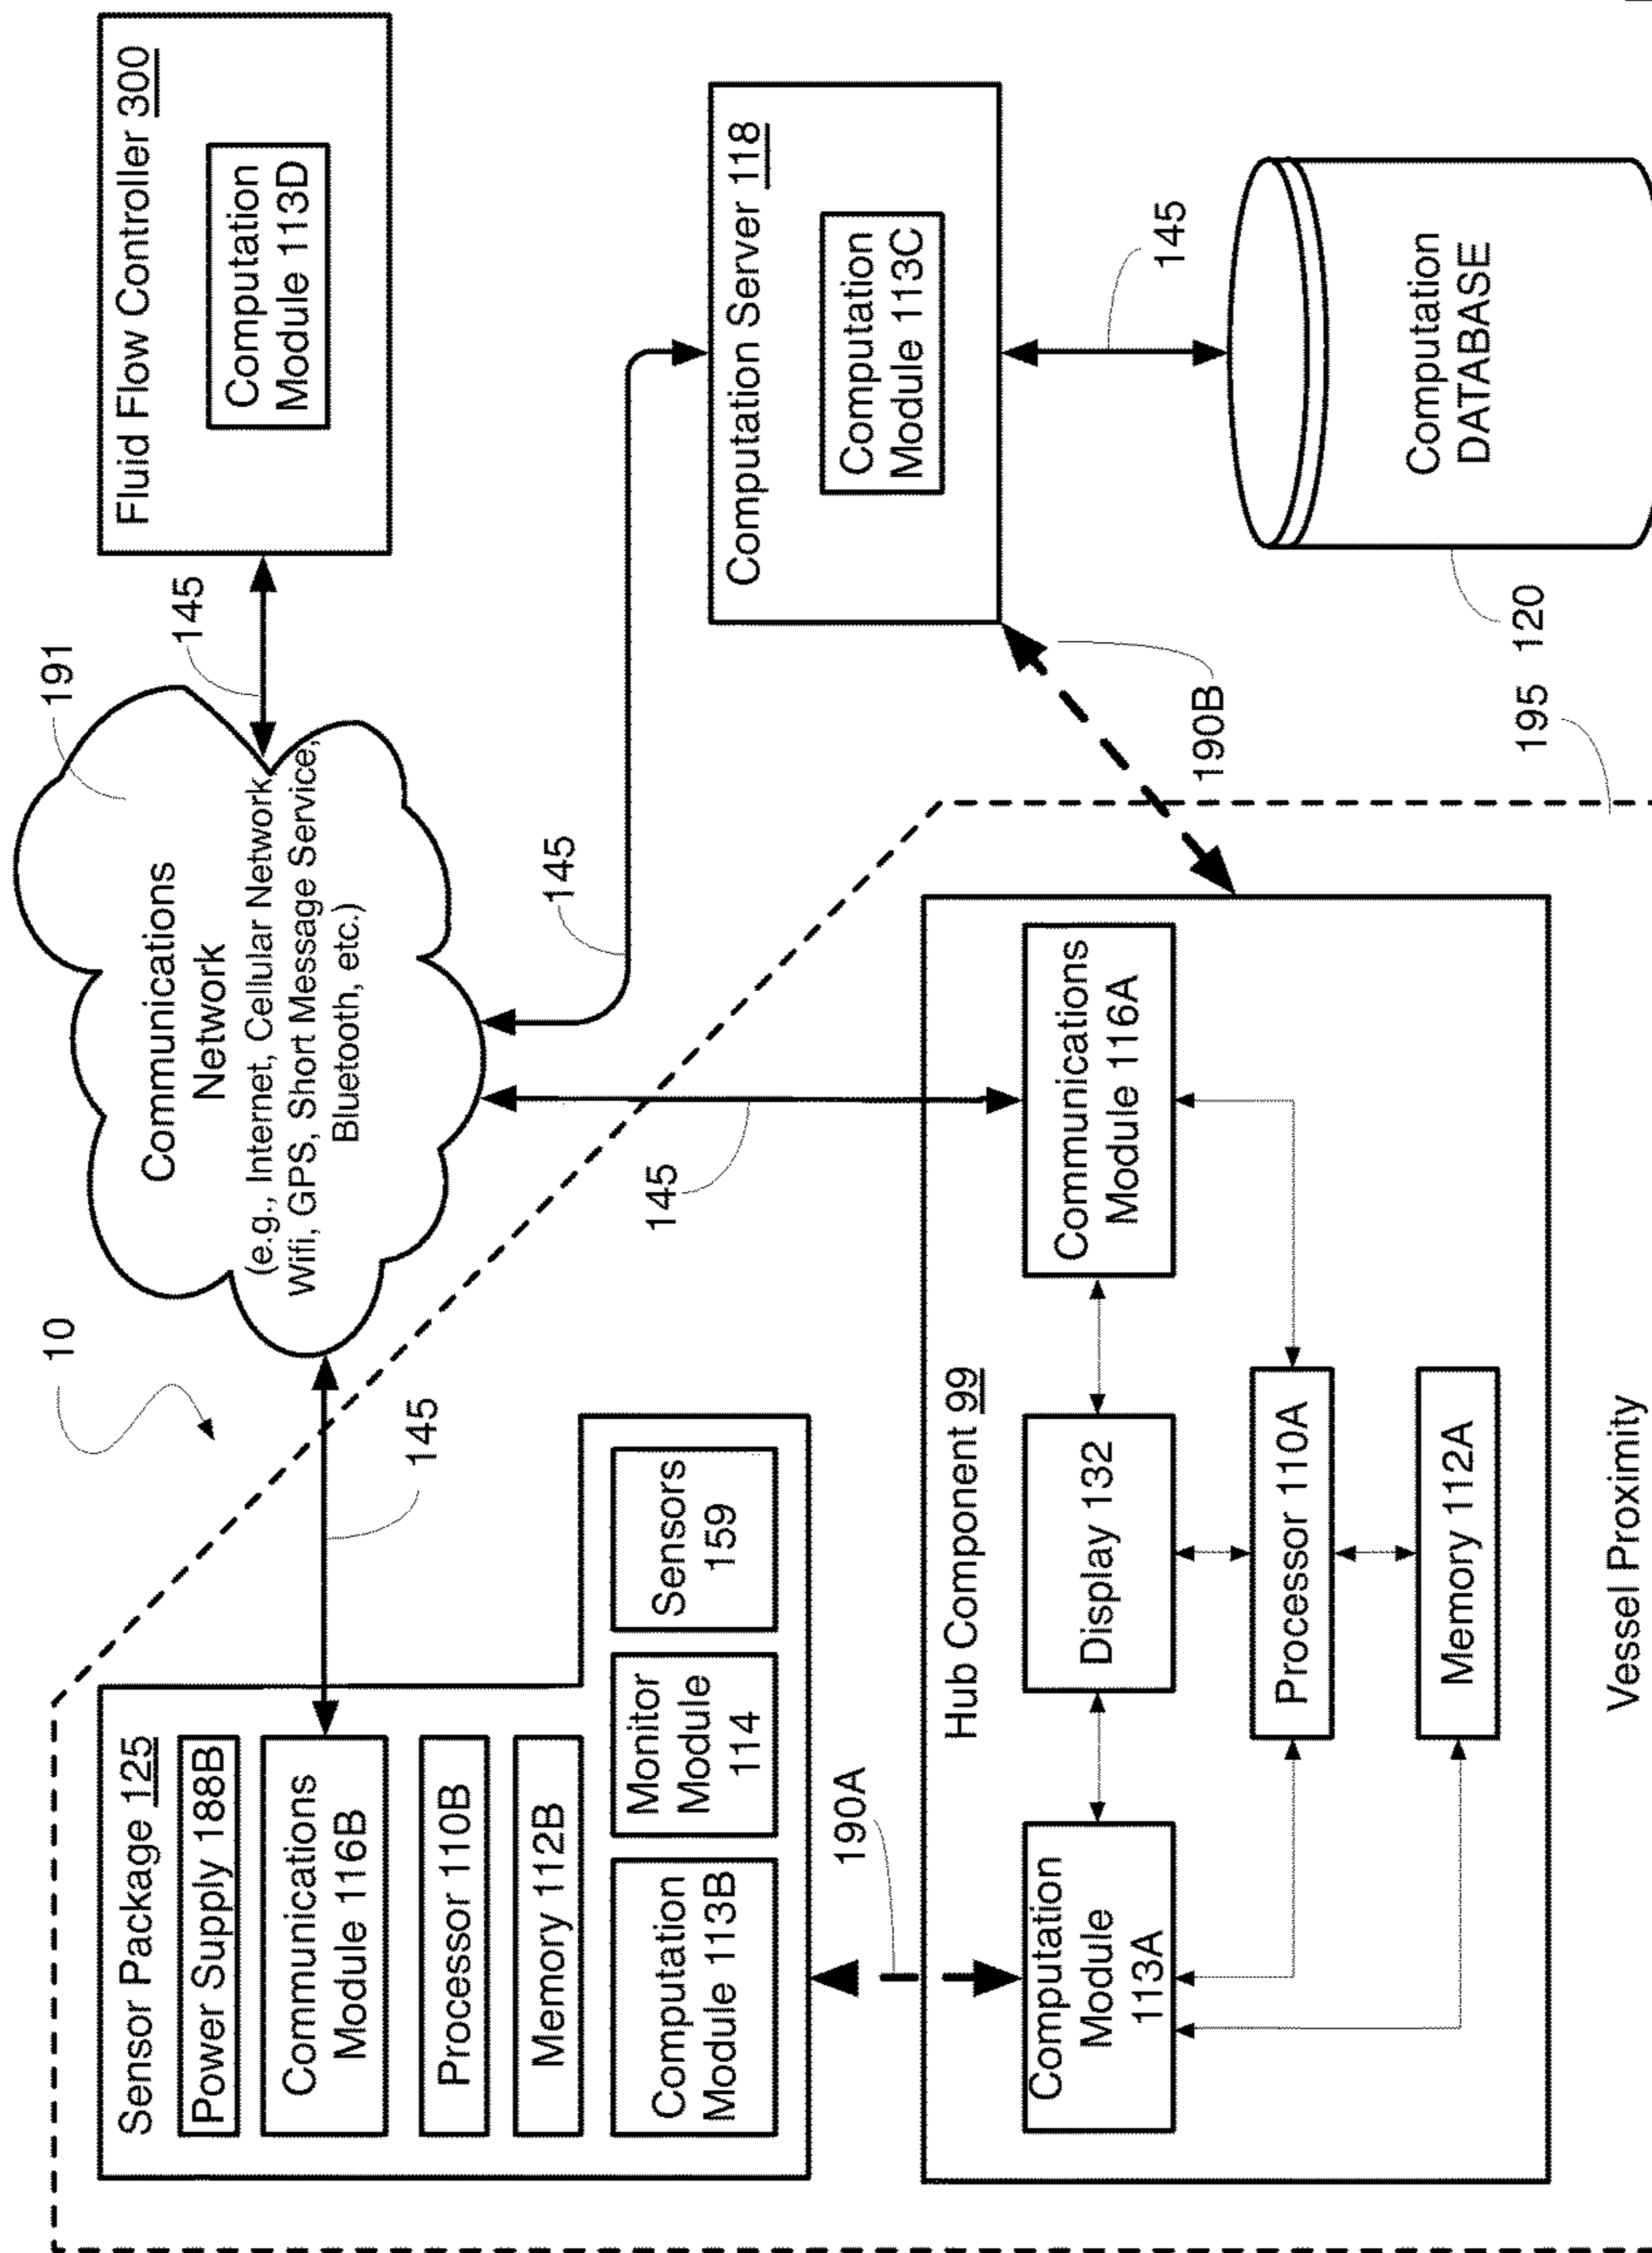 10
Sensor Package 125
Power Supply 188B
Communications
Module 116B
Processor 110B
Memory 112B
Computation
Module 113B
Monitor
Module
114
Sensors
159
145
Communications
Network
(e.g., Internet, Cellular Network,
Wifi, GPS, Short Message Service,
Bluetooth, etc.)
191
145
Fluid Flow Controller 300
Computation
Module 113D
145
145
190A
Hub Component 99
Computation
Module
113A
Display 132
Communications
Module 116A
Processor 110A
Memory 112A
Vessel Proximity
195
190B
Computation Server 118
Computation
Module 113C
145
Computation
DATABASE
120